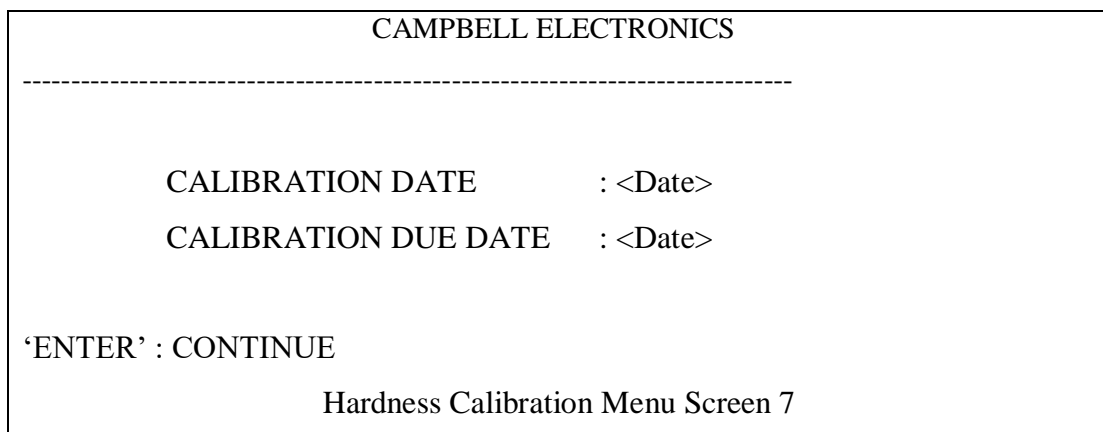 CAMPBELL ELECTRONICS
--------------------------------------------------------------------------------
CALIBRATION DATE : <Date>
CALIBRATION DUE DATE : <Date>
‘ENTER’ : CONTINUE
Hardness Calibration Menu Screen 7